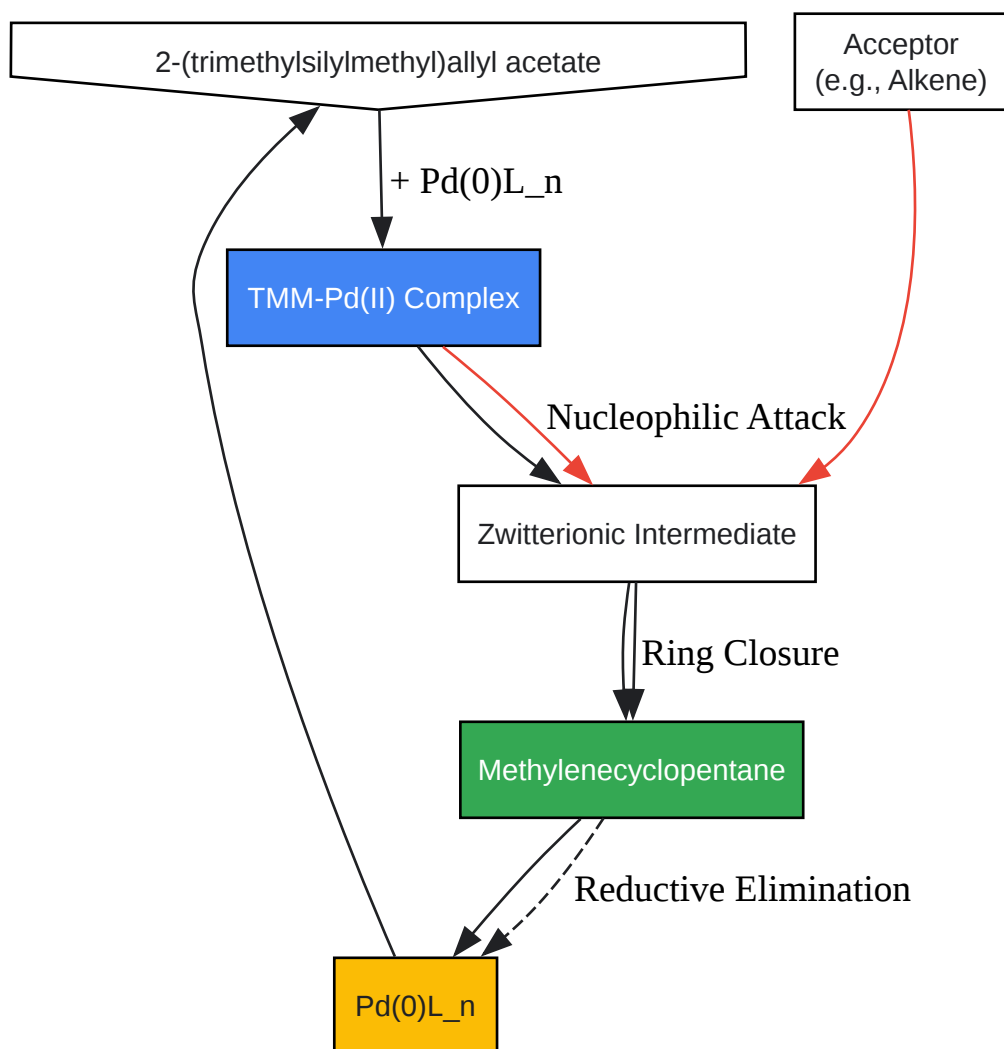 2-(trimethylsilylmethyl)allyl acetate
Acceptor
(e.g., Alkene)
+ Pd(0)L_n
TMM-Pd(II) Complex
Nucleophilic Attack
Zwitterionic Intermediate
Ring Closure
Methylenecyclopentane
Reductive Elimination
Pd(0)L_n